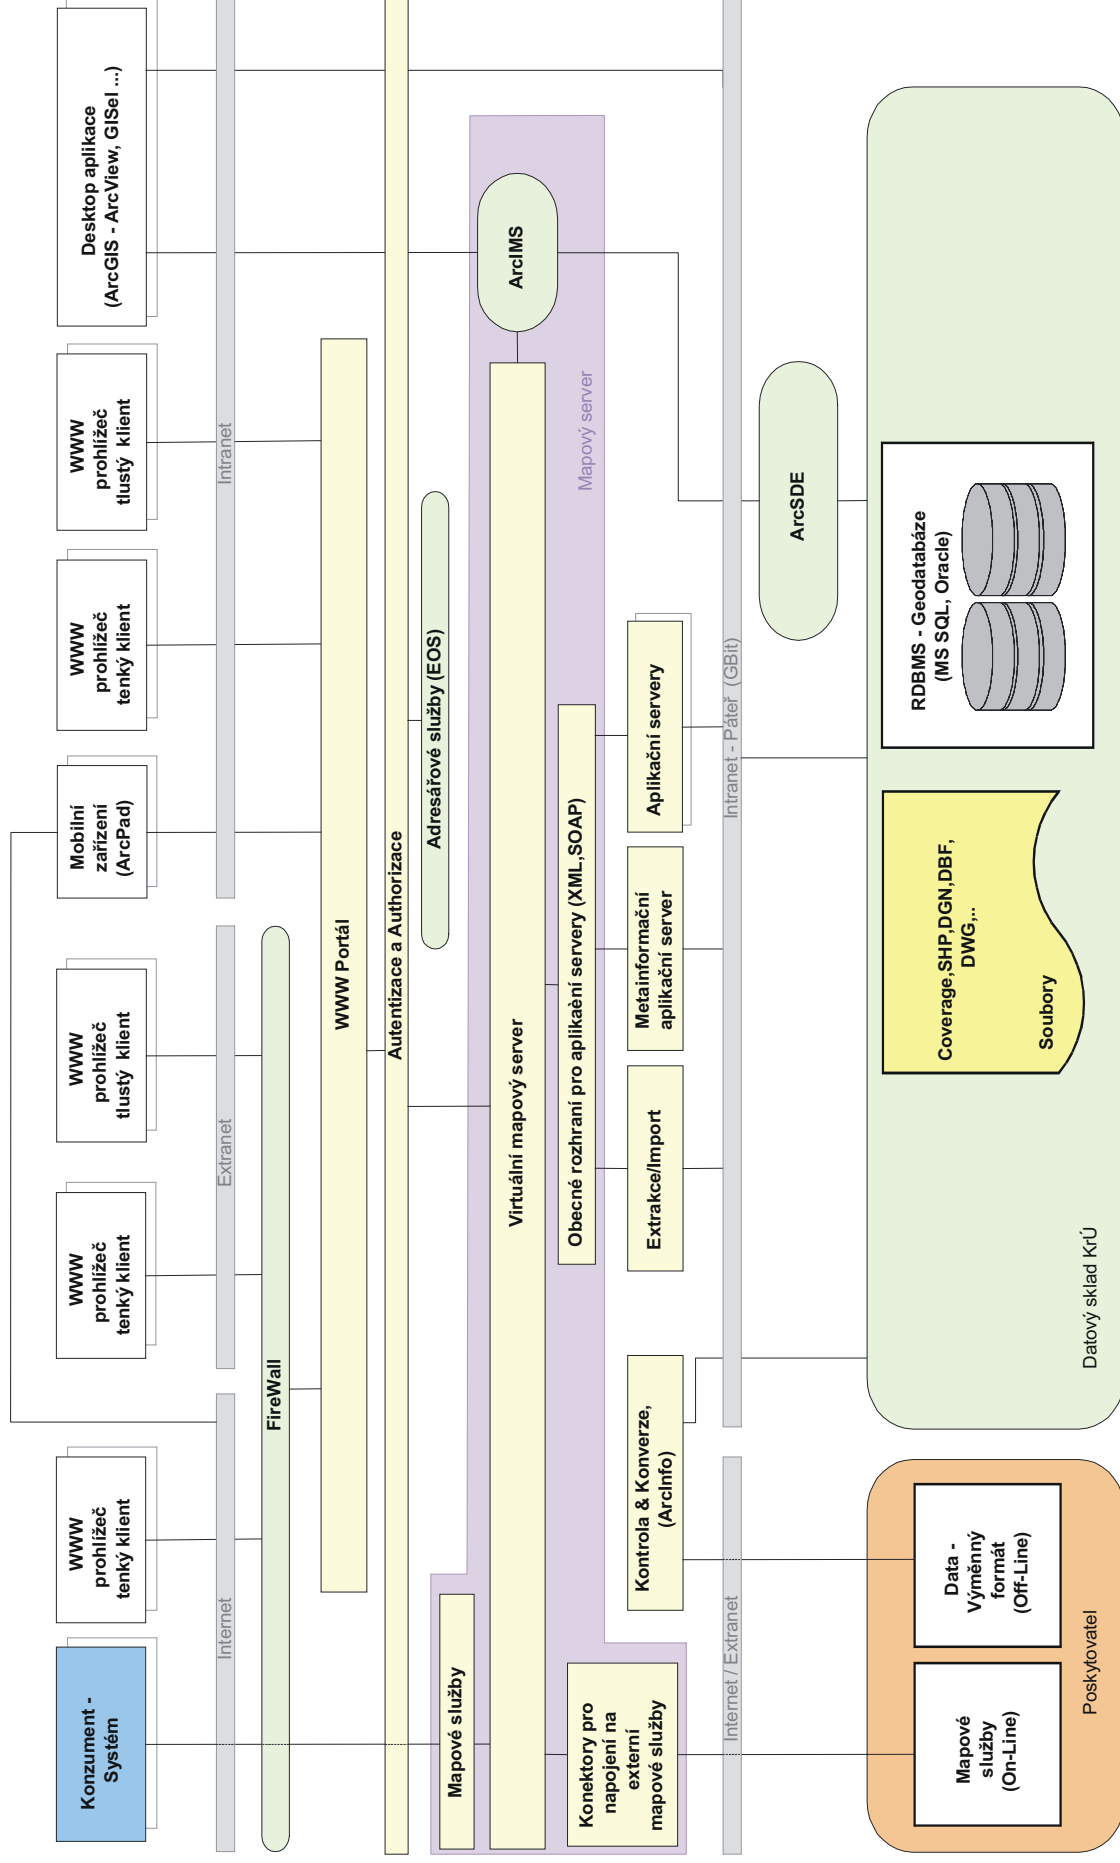 Konzument -
Systém
WWW
prohlížeč
tenký klient
WWW
prohlížeč
tenký klient
WWW
prohlížeč
tlustý klient
Mobilní
zařízení
(ArcPad)
WWW
prohlížeč
tenký klient
WWW
prohlížeč
tlustý klient
Desktop aplikace
(ArcGIS - ArcView, GISel ...)
Internet
Extranet
Intranet
FireWall
WWW Portál
Autentizace a Authorizace
Adresářové služby (EOS)
Mapové služby
Virtuální mapový server
ArcIMS
Mapový server
Obecné rozhraní pro aplikaèní servery (XML,SOAP)
Konektory pro
napojení na
externí
mapové služby
Kontrola & Konverze,
(ArcInfo)
Extrakce/Import
Metainformační
aplikační server
Aplikační servery
Internet / Extranet
Intranet - Páteř (GBit)
ArcSDE
Mapové
služby
(On-Line)
Data -
Výměnný
formát
(Off-Line)
Poskytovatel
Coverage,SHP,DGN,DBF,
DWG,..
Soubory
RDBMS - Geodatabáze
(MS SQL, Oracle)
Datový sklad KrÚ